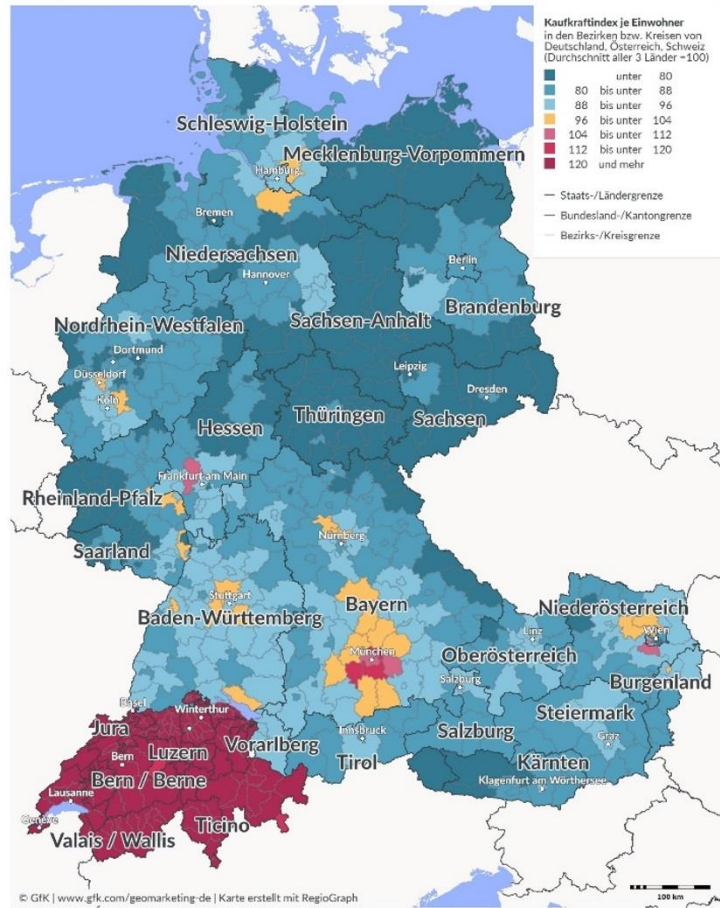 Kaufkraftindex je Einwohner
in den Bezirken bzw. Kreisen von
Deutschland, Österreich, Schweiz
(Durchschnitt aller 3 Länder =100)
unter 80
80 bis unter 88
88 bis unter 96
96 bis unter 104
104 bis unter 112
112 bis unter 120
120 und mehr
Staats-/Ländergrenze
Bundesland-/Kantongrenze
Bezirks-/Kreisgrenze
Schleswig-Holstein
Mecklenburg-Vorpommern
Hamburg
Bremen
Niedersachsen
Hannover
Berlin
Brandenburg
Sachsen-Anhalt
Nordrhein-Westfalen
Dortmund
Düsseldorf
Köln
Leipzig
Dresden
Thüringen
Sachsen
Hessen
Frankfurt am Main
Rheinland-Pfalz
Saarland
Nürnberg
Stuttgart
Baden-Württemberg
Bayern
München
Niederösterreich
Linz
Wien
Oberösterreich
Salzburg
Burgenland
Basel
Winterthur
Jura
Bern
Luzern
Vorarlberg
Innsbruck
Tirol
Salzburg
Steiermark
Graz
Kärnten
Klagenfurt am Wörthersee
Bern / Berne
Lausanne
Genève
Valais / Wallis
Ticino
© GfK | www.gfk.com/geomarketing-de | Karte erstellt mit RegioGraph
100 km